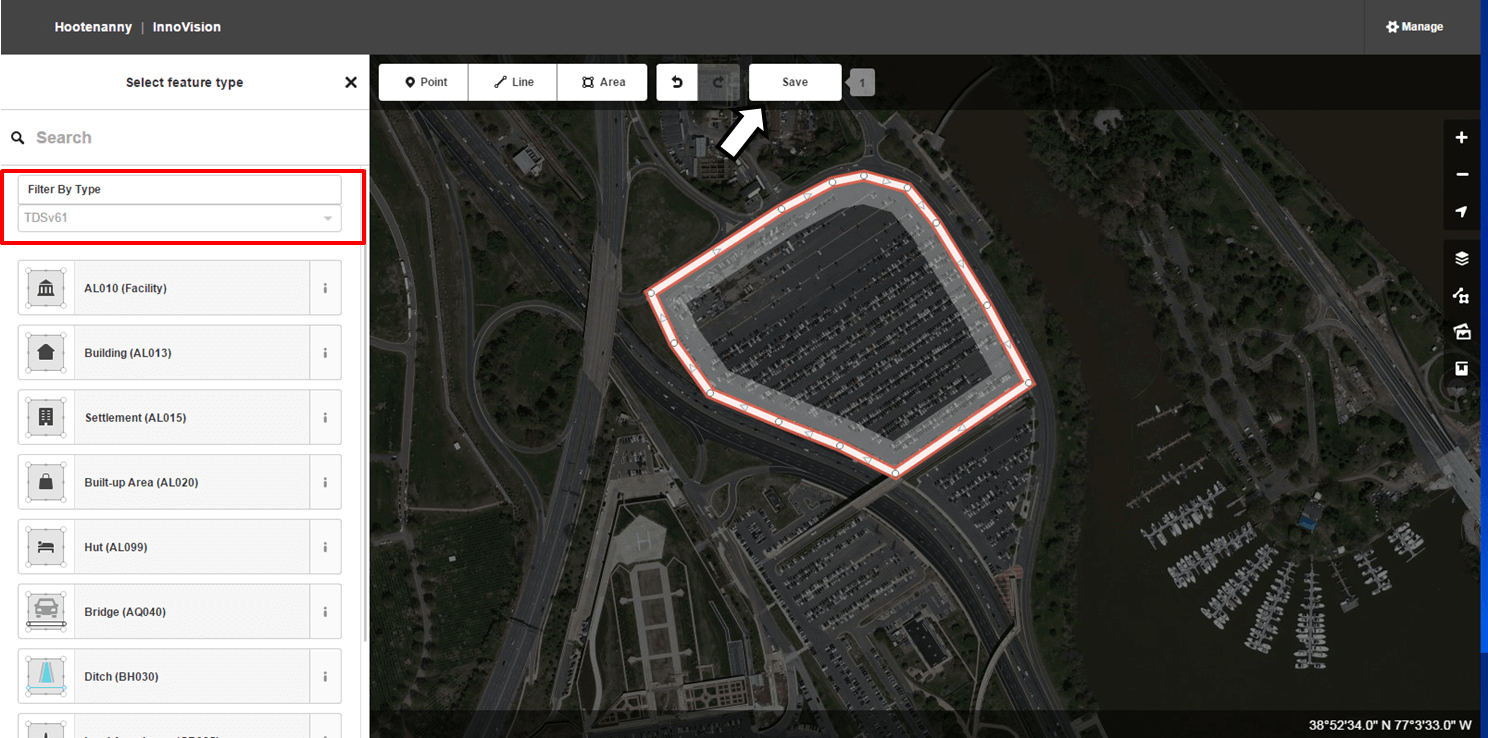 Hootenanny | InnoVision
Manage
Select feature type
Point
Line
Area
Save
1
Search
Filter By Type
TDSv61
AL010 (Facility)
Building (AL013)
Settlement (AL015)
Built-up Area (AL020)
Hut (AL099)
Bridge (AQ040)
Ditch (BH030)
H
38°52'34.0" N 77°3'33.0" W